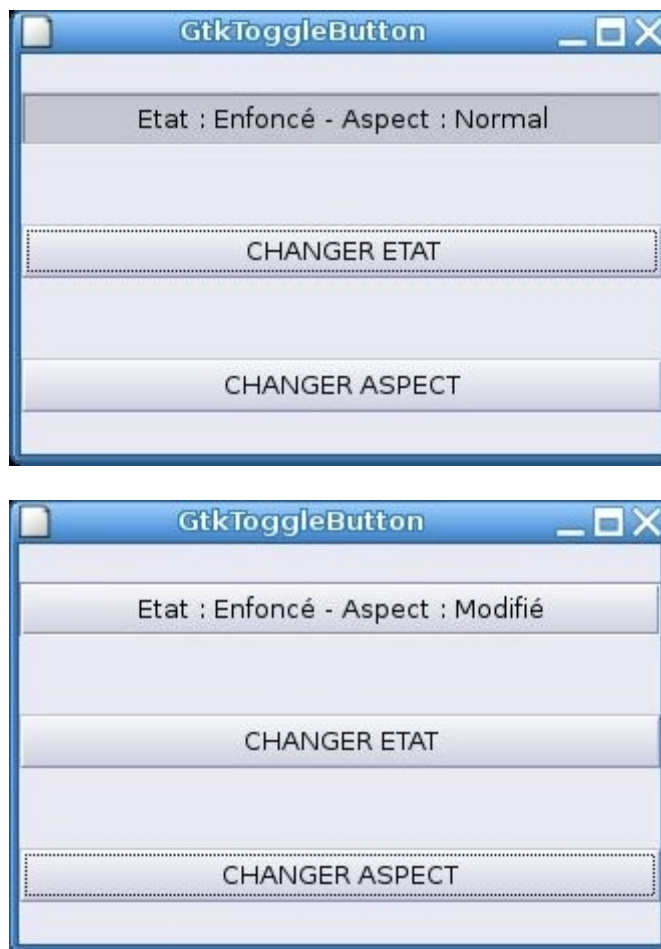 GtkToggleButton
Etat : Enfoncé - Aspect : Normal
CHANGER ETAT
CHANGER ASPECT
GtkToggleButton
Etat : Enfoncé - Aspect : Modifié
CHANGER ETAT
CHANGER ASPECT